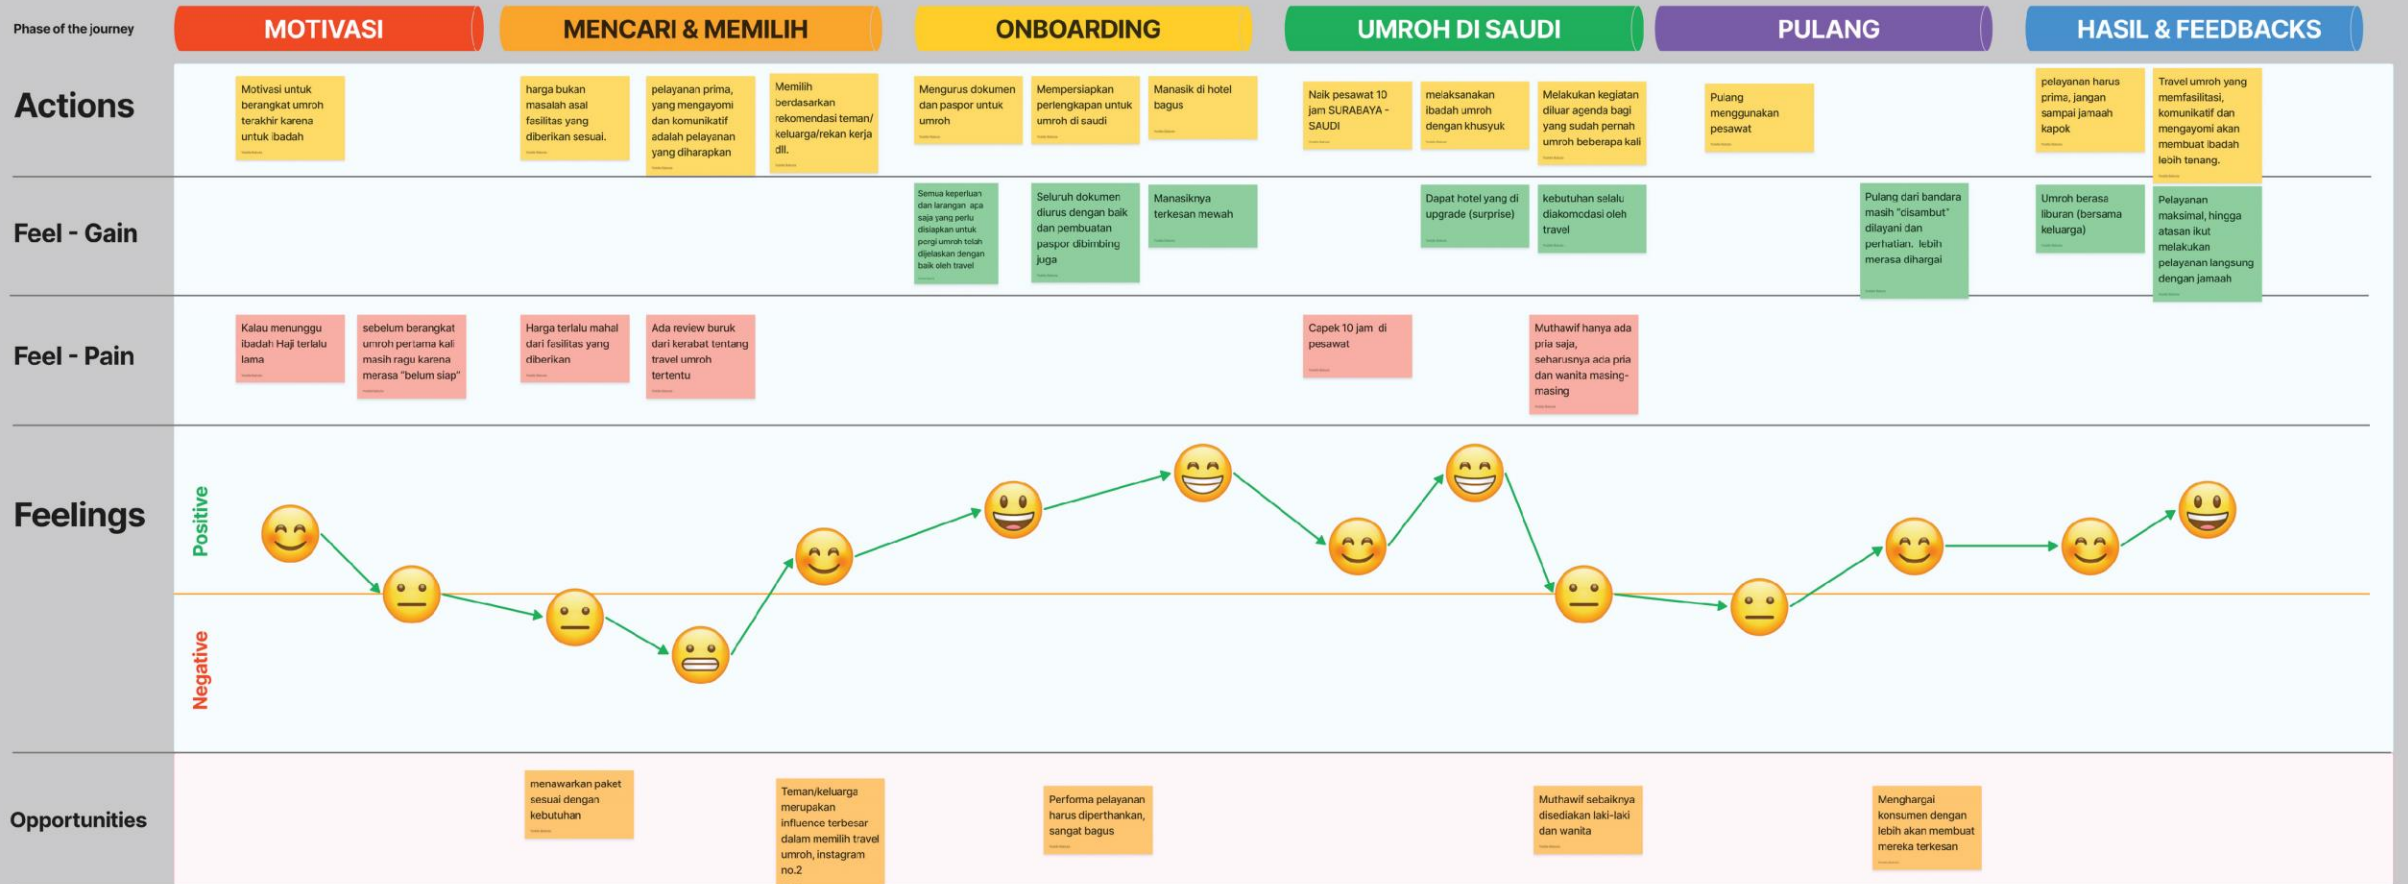 Phase of the journey
MOTIVASI
MENCARI & MEMILIH
ONBOARDING
UMROH DI SAUDI
PULANG
HASIL & FEEDBACKS
Actions
Motivasi untuk
berangkat umroh
terakhir karena
untuk ibadah
harga bukan
masalah asal
fasilitas yang
diberikan sesuai.
pelayanan prima,
yang mengayomi
dan komunikatif
adalah pelayanan
yang diharapkan
Memilih
berdasarkan
rekomendasi teman/
keluarga/rekan kerja
dll.
Mengurus dokumen
dan paspor untuk
umroh
Mempersiapkan
perlengkapan untuk
umroh di saudi
Manasik di hotel
bagus
Naik pesawat 10
jam SURABAYA -
SAUDI
melaksanakan
ibadah umroh
dengan khusyuk
Melakukan kegiatan
diluar agenda bagi
yang sudah pernah
umroh beberapa kali
Pulang
menggunakan
pesawat
pelayanan harus
prima, jangan
sampai jamaah
kapok
Travel umroh yang
memfasilitasi,
komunikatif dan
mengayomi akan
membuat ibadah
lebih tenang.
Feel - Gain
Semua keperluan
dan larangan apa
saja yang perlu
disiapkan untuk
pergi umroh telah
dijelaskan dengan
baik oleh travel
Seluruh dokumen
diurus dengan baik
dan pembuatan
paspor dibimbing
juga
Manasiknya
terkesan mewah
Dapat hotel yang di
upgrade (surprise)
kebutuhan selalu
diakomodasi oleh
travel
Pulang dari bandara
masih "disambut"
dilayani dan
perhatian. lebih
merasa dihargai
Umroh berasa
liburan (bersama
keluarga)
Pelayanan
maksimal, hingga
atasan ikut
melakukan
pelayanan langsung
dengan jamaah
Feel - Pain
Kalau menunggu
ibadah Haji terlalu
lama
sebelum berangkat
umroh pertama kali
masih ragu karena
merasa "belum siap"
Harga terlalu mahal
dari fasilitas yang
diberikan
Ada review buruk
dari kerabat tentang
travel umroh
tertentu
Capek 10 jam di
pesawat
Muthawif hanya ada
pria saja,
seharusnya ada pria
dan wanita masing-
masing
Feelings
Positive
Negative
Opportunities
menawarkan paket
sesuai dengan
kebutuhan
Teman/keluarga
merupakan
influence terbesar
dalam memilih travel
umroh, instagram
no.2
Performa pelayanan
harus diperthankan,
sangat bagus
Muthawif sebaiknya
disediakan laki-laki
dan wanita
Menghargai
konsumen dengan
lebih akan membuat
mereka terkesan